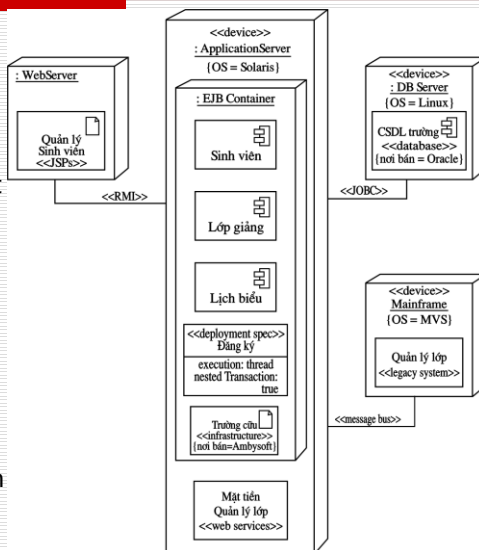 : WebServer
Quản lý
Sinh viên
<<JSPs>>
<<RMI>>
<<device>>
: ApplicationServer
{OS = Solaris}
: EJB Container
Sinh viên
Lớp giảng
Lịch biểu
<<deployment spec>>
Đăng ký
execution: thread
nested Transaction:
true
Trường cữu
<<infrastructure>>
{nơi bán=Ambysoft}
Mặt tiền
Quản lý lớp
<<web services>>
<<device>>
: DB Server
{OS = Linux}
CSDL trường
<<database>>
{nơi bán = Oracle}
<<JOBC>>
<<device>>
Mainframe
{OS = MVS}
Quản lý lớp
<<legacy system>>
<<message bus>>